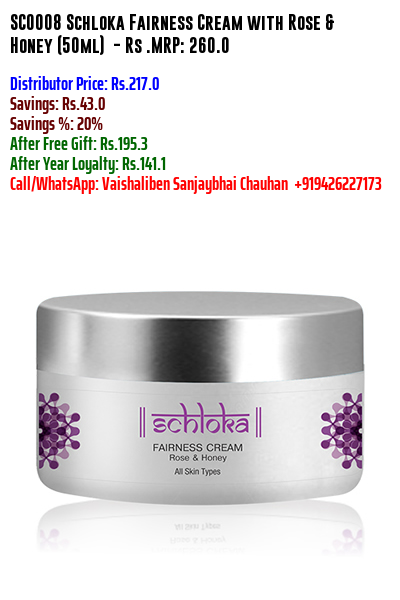 SC0008 Schloka Fairness Cream with Rose &
Honey (50ml) - Rs .MRP: 260.0
Distributor Price: Rs.217.0
Savings: Rs.43.0
Savings %: 20%
After Free Gift: Rs.195.3
After Year Loyalty: Rs.141.1
Call/WhatsApp: Vaishaliben Sanjaybhai Chauhan +919426227173
|| schloka ||
FAIRNESS CREAM
Rose & Honey
All Skin Types